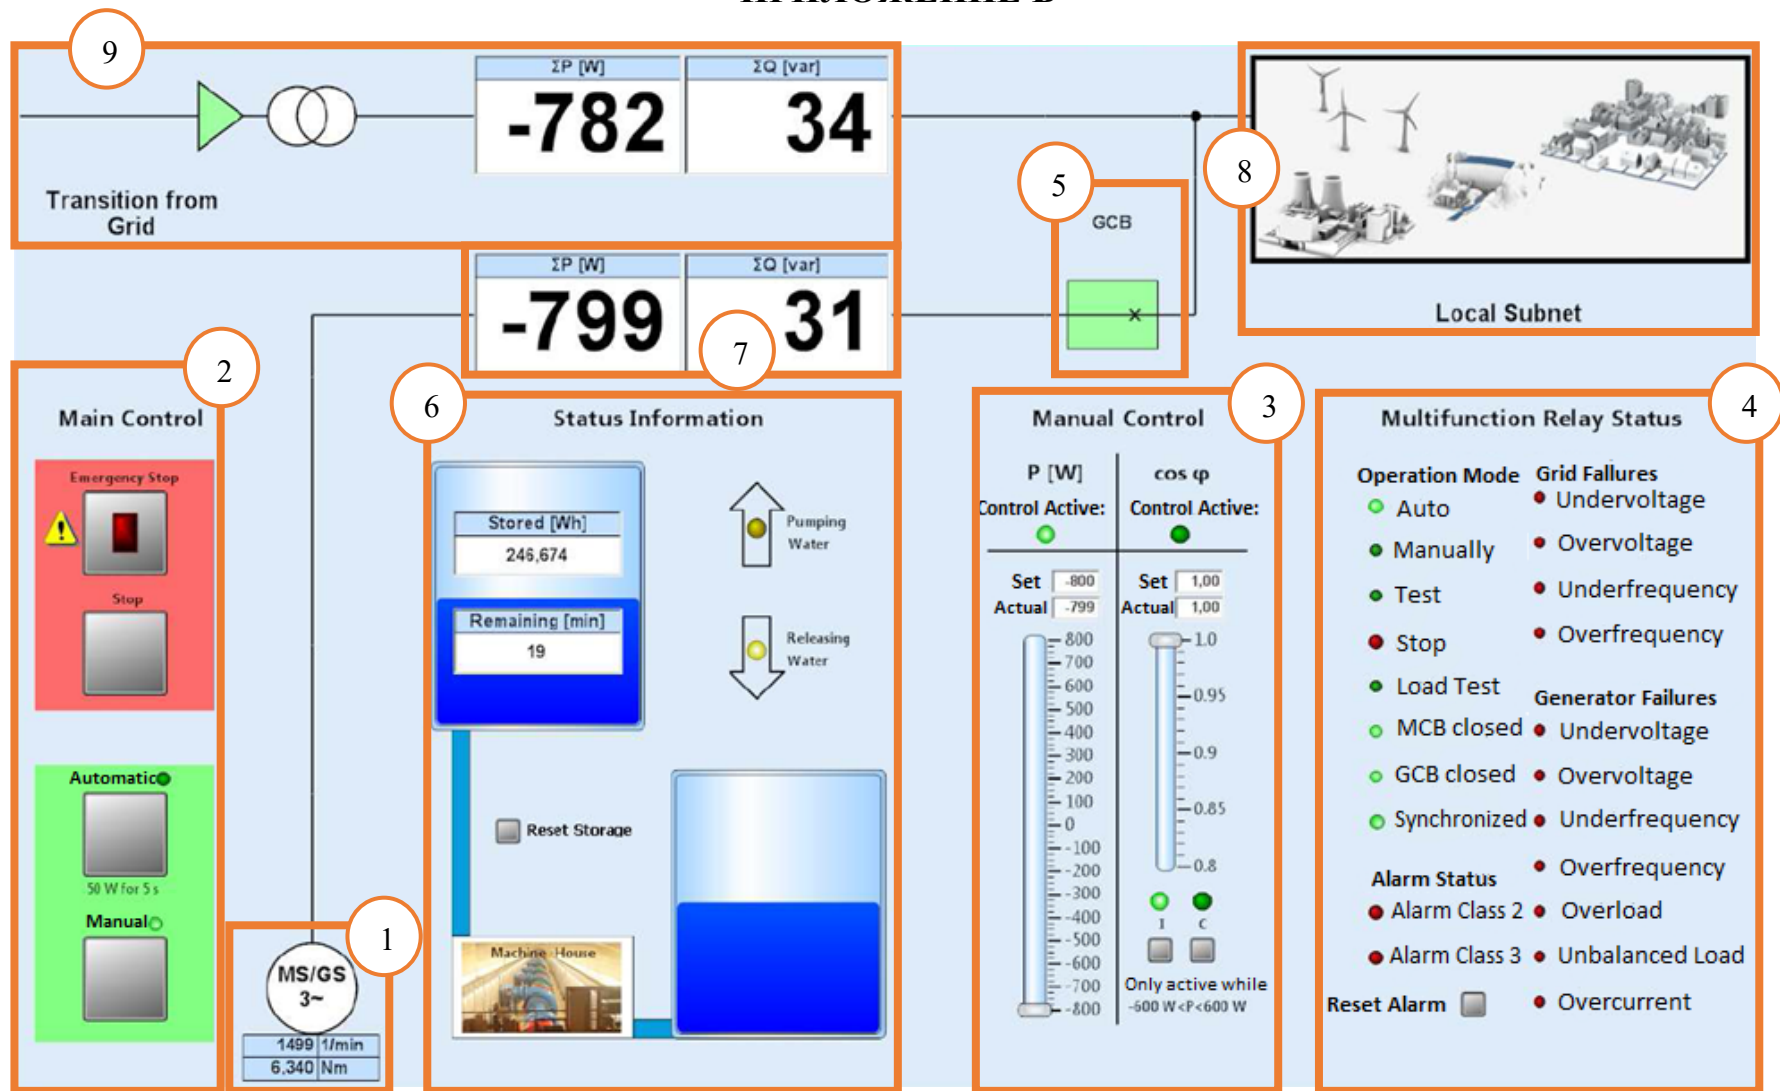 ПРИЛОЖЕНИЕ В
9
ΣP [W]
ΣQ [var]
-782
34
Transition from
Grid
8
5
GCB
Local Subnet
ΣP [W]
ΣQ [var]
-799
31
7
2
Main Control
Emergency Stop
Stop
Automatic
50 W for 5 s
Manual
1
MS/GS
3~
1499 1/min
6,340 Nm
6
Status Information
Stored [Wh]
246,674
Remaining [min]
19
Pumping
Water
Releasing
Water
Reset Storage
Machine House
3
Manual Control
P [W]
cos φ
Control Active:
Control Active:
Set -800
Actual -799
Set 1,00
Actual 1,00
800
700
600
500
400
300
200
100
0
-100
-200
-300
-400
-500
-600
-700
-800
1.0
0.95
0.9
0.85
0.8
I C
Only active while
-600 W<P<600 W
4
Multifunction Relay Status
Operation Mode
Auto
Manually
Test
Stop
Load Test
MCB closed
GCB closed
Synchronized
Alarm Status
Alarm Class 2
Alarm Class 3
Reset Alarm
Grid Faílures
Undervoltage
Overvoltage
Underfrequency
Overfrequency
Generator Failures
Undervoltage
Overvoltage
Underfrequency
Overfrequency
Overload
Unbalanced Load
Overcurrent